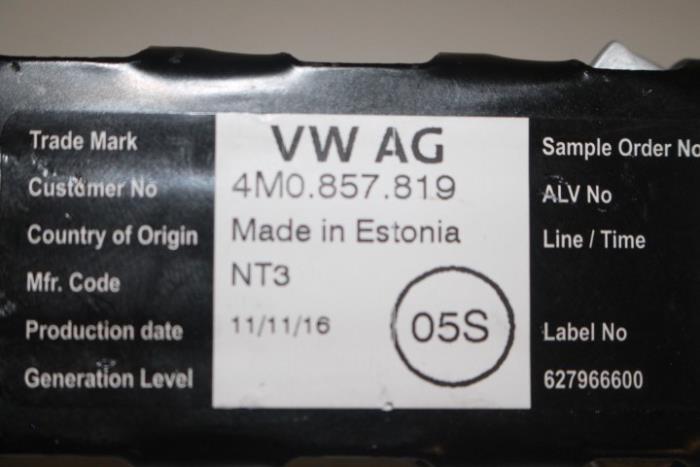 Trade Mark VW AG Sample Order No
Customer No 4M0.857.819 ALV No
Country of Origin Made in Estonia Line / Time
Mfr. Code NT3
Production date 11/11/16 05S Label No
Generation Level 627966600